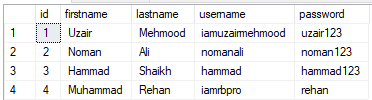 id firstname lastname username password
1 1 Uzair Mehmood iamuzairmehmood uzair123
2 2 Noman Ali nomanali noman123
3 3 Hammad Shaikh hammad hammad123
4 4 Muhammad Rehan iamrbpro rehan